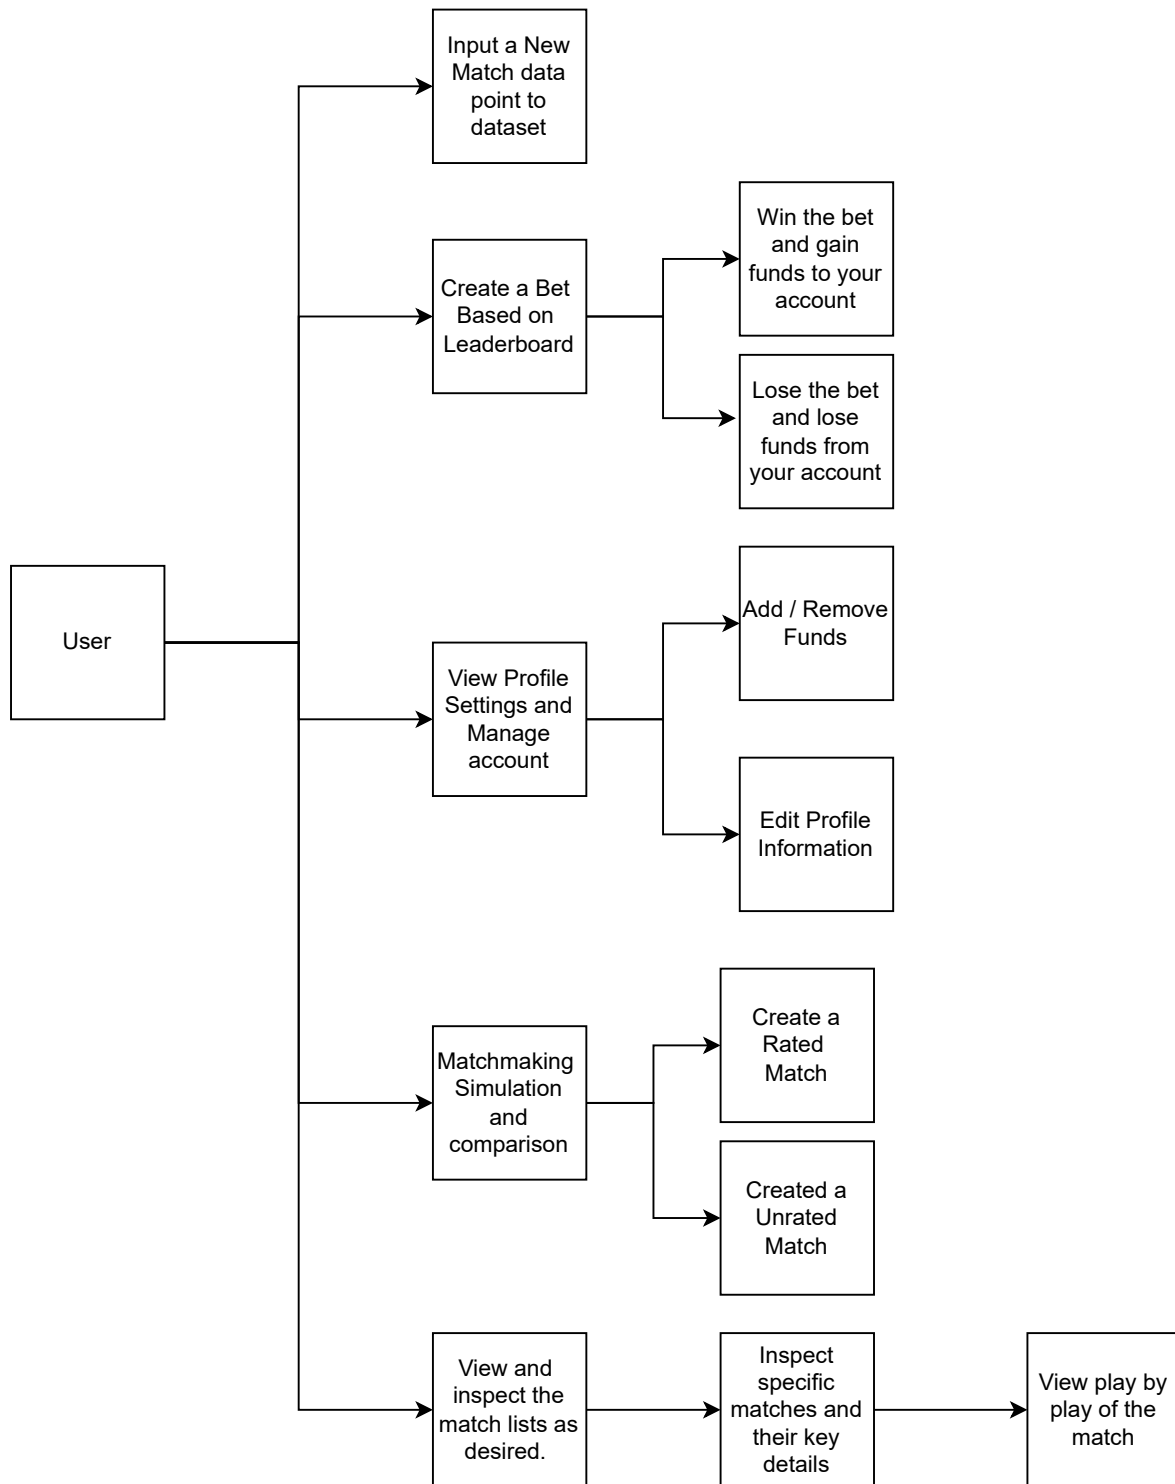 Input a New
Match data
point to
dataset
Win the bet
and gain
funds to your
account
Create a Bet
Based on
Leaderboard
Lose the bet
and lose
funds from
your account
User
Add / Remove
Funds
View Profile
Settings and
Manage
account
Edit Profile
Information
Create a
Rated
Match
Matchmaking
Simulation
and
comparison
Created a
Unrated
Match
View and
inspect the
match lists as
desired.
Inspect
specific
matches and
their key
details
View play by
play of the
match